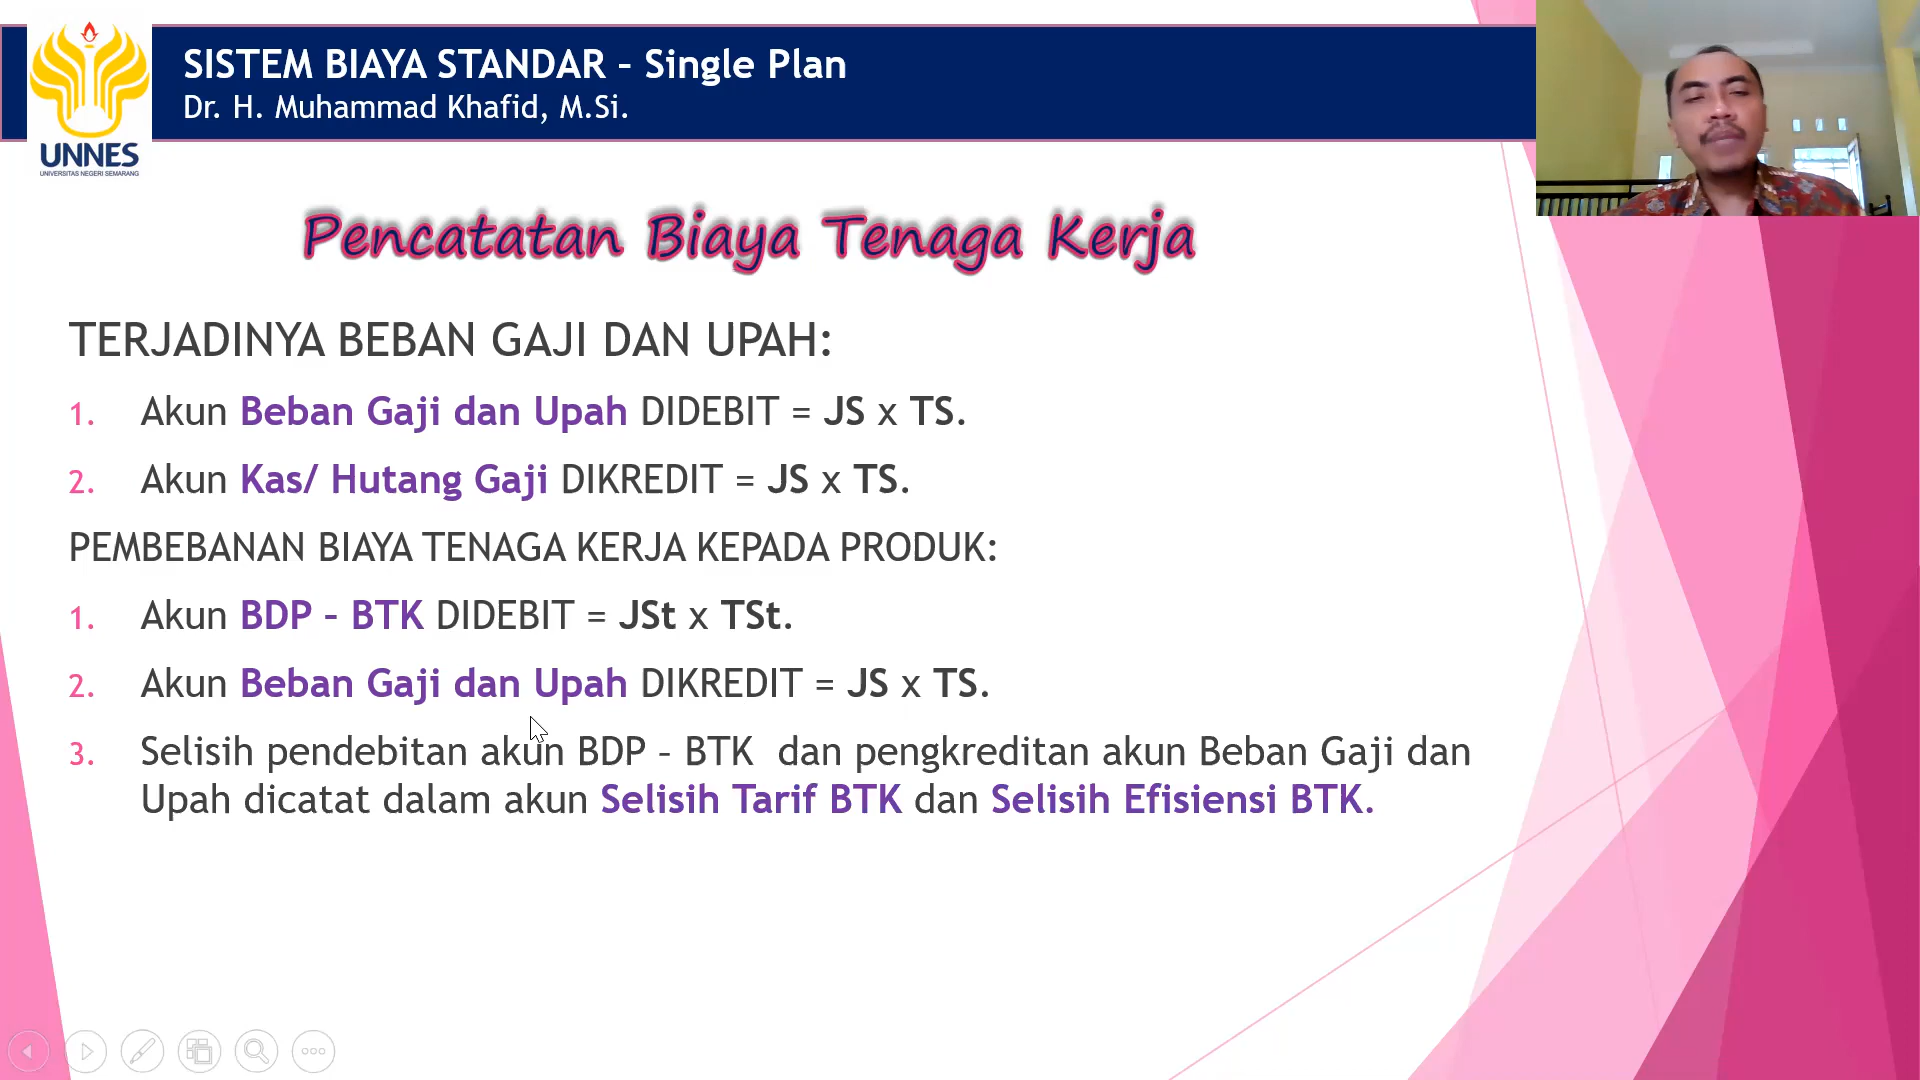 SISTEM BIAYA STANDAR – Single Plan
Dr. H. Muhammad Khafid, M.Si.
UNNES
UNIVERSITAS NEGERI SEMARANG
Pencatatan Biaya Tenaga Kerja
TERJADINYA BEBAN GAJI DAN UPAH:
1. Akun Beban Gaji dan Upah DIDEBIT = JS x TS.
2. Akun Kas/ Hutang Gaji DIKREDIT = JS x TS.
PEMBEBANAN BIAYA TENAGA KERJA KEPADA PRODUK:
1. Akun BDP – BTK DIDEBIT = JSt x TSt.
2. Akun Beban Gaji dan Upah DIKREDIT = JS x TS.
3. Selisih pendebitan akun BDP – BTK dan pengkreditan akun Beban Gaji dan
Upah dicatat dalam akun Selisih Tarif BTK dan Selisih Efisiensi BTK.